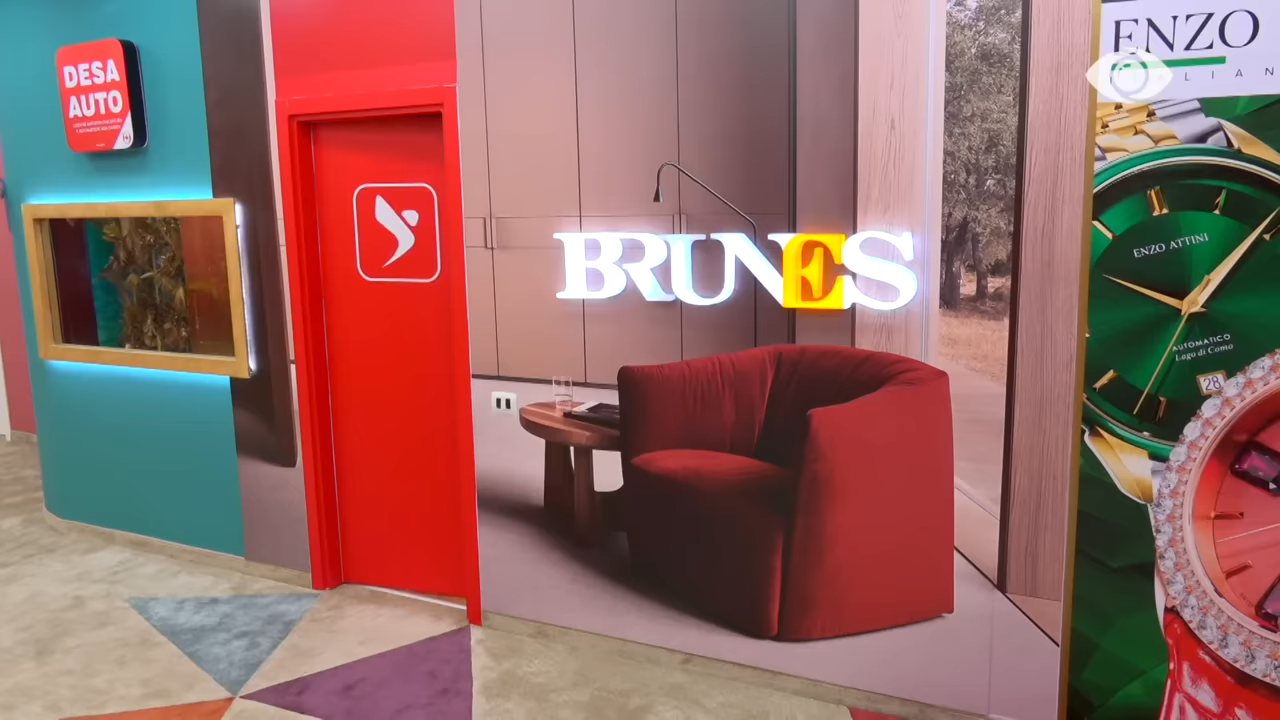 DESA
AUTO
BRUNES
ENZO
ENZO ATTINI
AUTOMATICO
Lago di Como
28